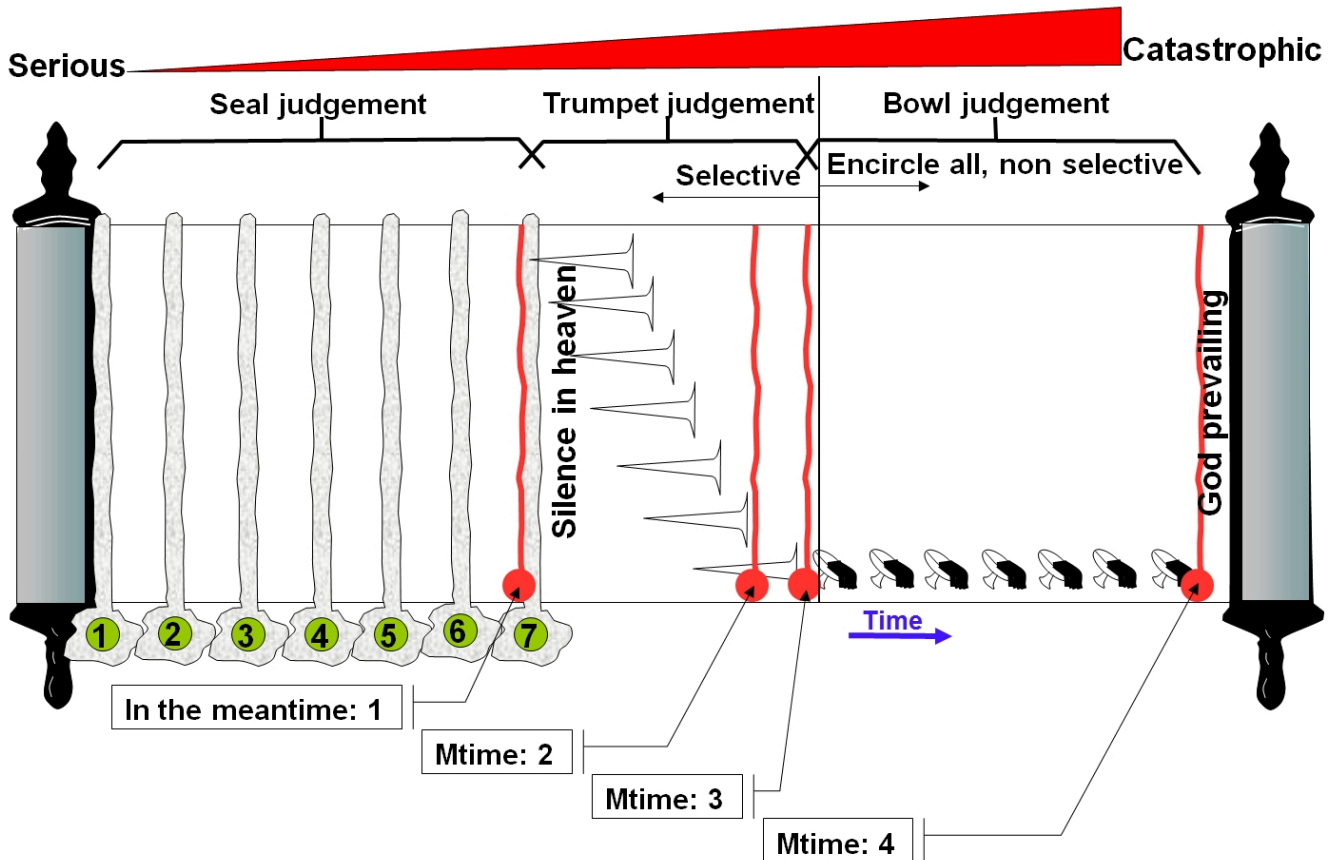 Serious
Catastrophic
Seal judgement
Trumpet judgement
Bowl judgement
Selective
Encircle all, non selective
Silence in heaven
God prevailing
1
2
3
4
5
6
7
Time
In the meantime: 1
Mtime: 2
Mtime: 3
Mtime: 4